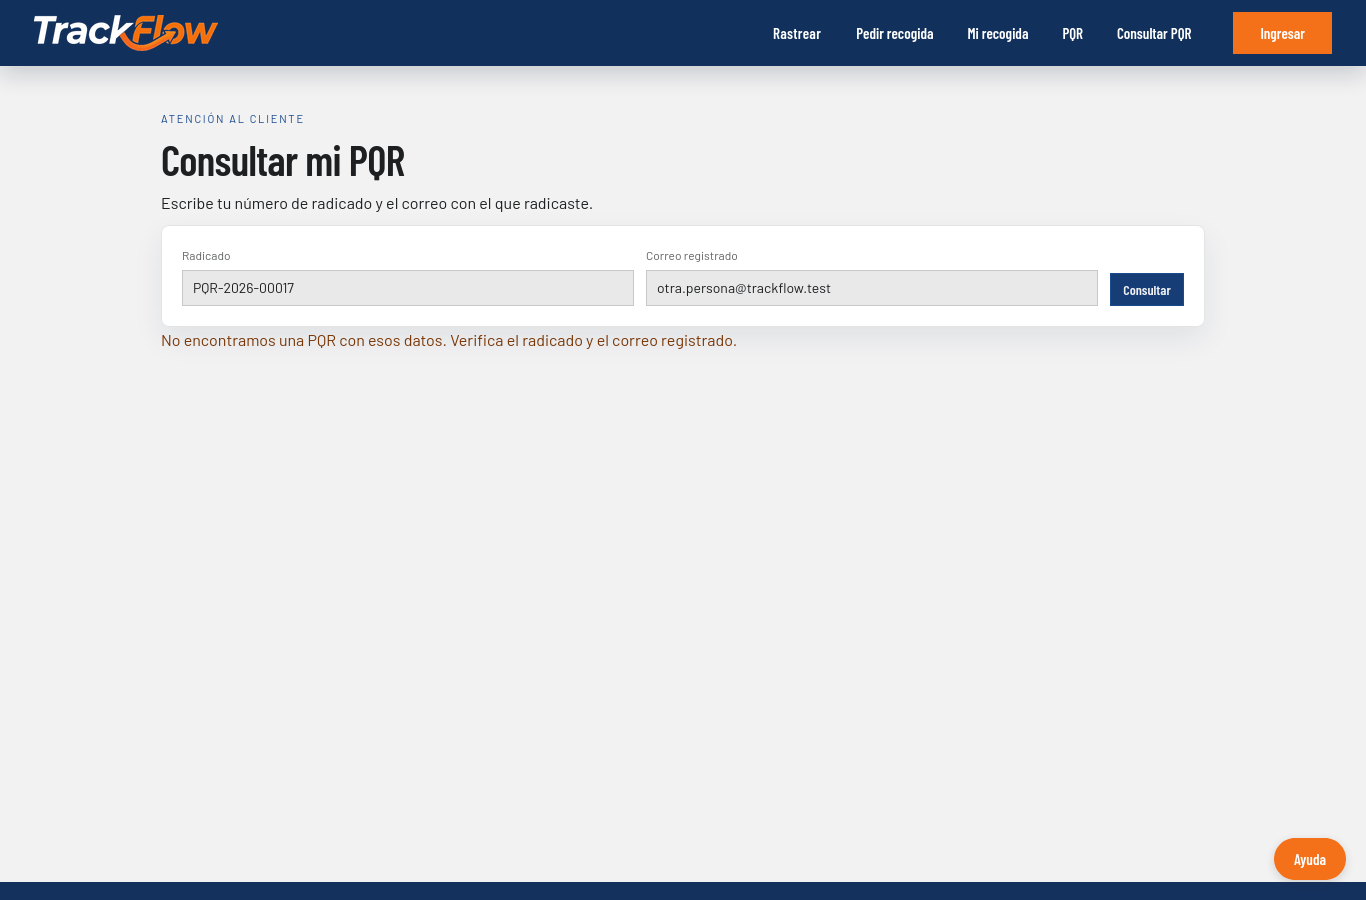 TrackFlow
Rastrear Pedir recogida Mi recogida PQR Consultar PQR Ingresar
ATENCIÓN AL CLIENTE
Consultar mi PQR
Escribe tu número de radicado y el correo con el que radicaste.
Radicado Correo registrado
PQR-2026-00017 otra.persona@trackflow.test Consultar
No encontramos una PQR con esos datos. Verifica el radicado y el correo registrado.
Ayuda